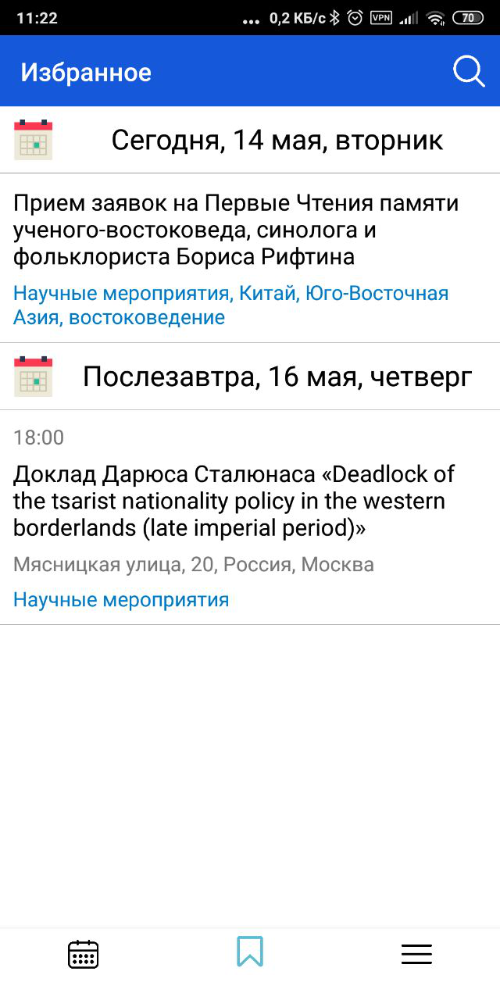 11:22
... 0,2 КБ/с VPN 70
Избранное
Сегодня, 14 мая, вторник
Прием заявок на Первые Чтения памяти
ученого-востоковеда, синолога и
фольклориста Бориса Рифтина
Научные мероприятия, Китай, Юго-Восточная
Азия, востоковедение
Послезавтра, 16 мая, четверг
18:00
Доклад Дарюса Сталюнаса «Deadlock of
the tsarist nationality policy in the western
borderlands (late imperial period)»
Мясницкая улица, 20, Россия, Москва
Научные мероприятия